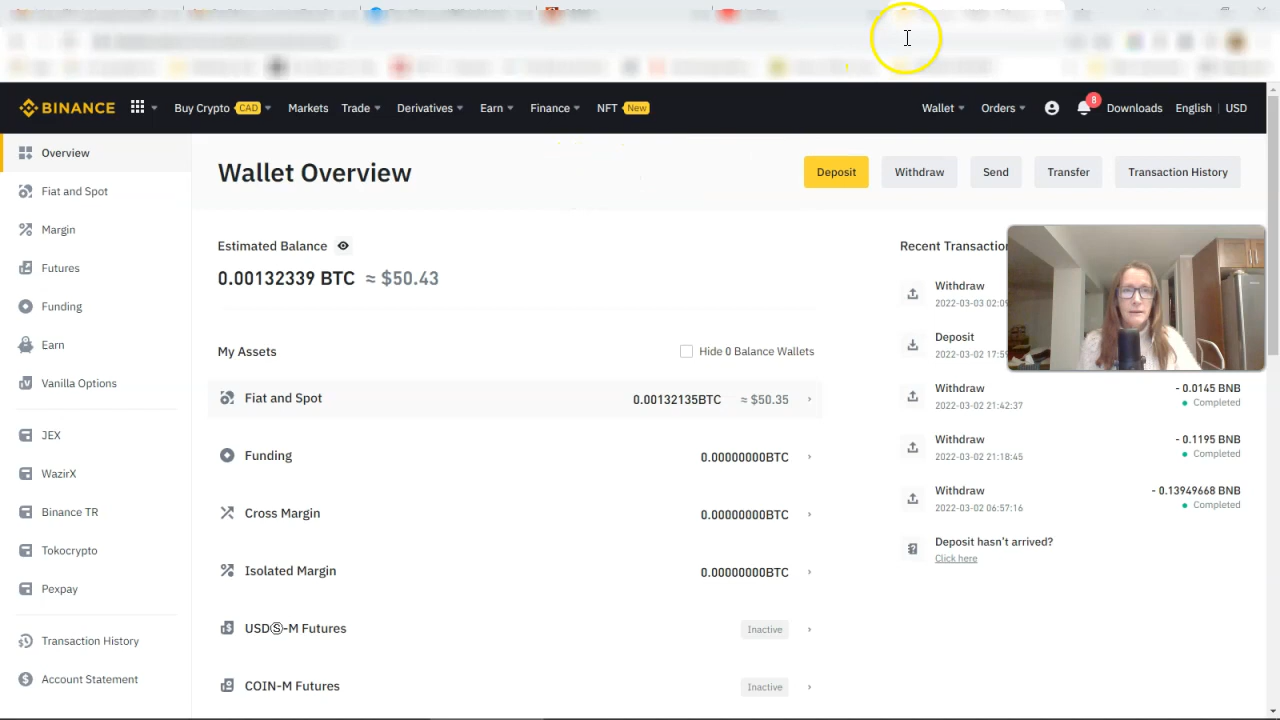 BINANCE
Buy Crypto CAD
Markets
Trade
Derivatives
Earn
Finance
NFT New
Wallet
Orders
8
Downloads
English
USD
Overview
Fiat and Spot
Margin
Futures
Funding
Earn
Vanilla Options
JEX
WazirX
Binance TR
Tokocrypto
Pexpay
Transaction History
Account Statement
Wallet Overview
Deposit
Withdraw
Send
Transfer
Transaction History
Estimated Balance
0.00132339 BTC ≈ $50.43
My Assets
Hide 0 Balance Wallets
Fiat and Spot 0.00132135BTC ≈ $50.35
Funding 0.00000000BTC
Cross Margin 0.00000000BTC
Isolated Margin 0.00000000BTC
USDⓈ-M Futures Inactive
COIN-M Futures Inactive
Recent
Withdraw
2022-03-03
Deposit
2022-03-02
Withdraw - 0.0145 BNB
2022-03-02 21:42:37 Completed
Withdraw - 0.1195 BNB
2022-03-02 21:18:45 Completed
Withdraw - 0.13949668 BNB
2022-03-02 06:57:16 Completed
Deposit hasn't arrived?
Click here